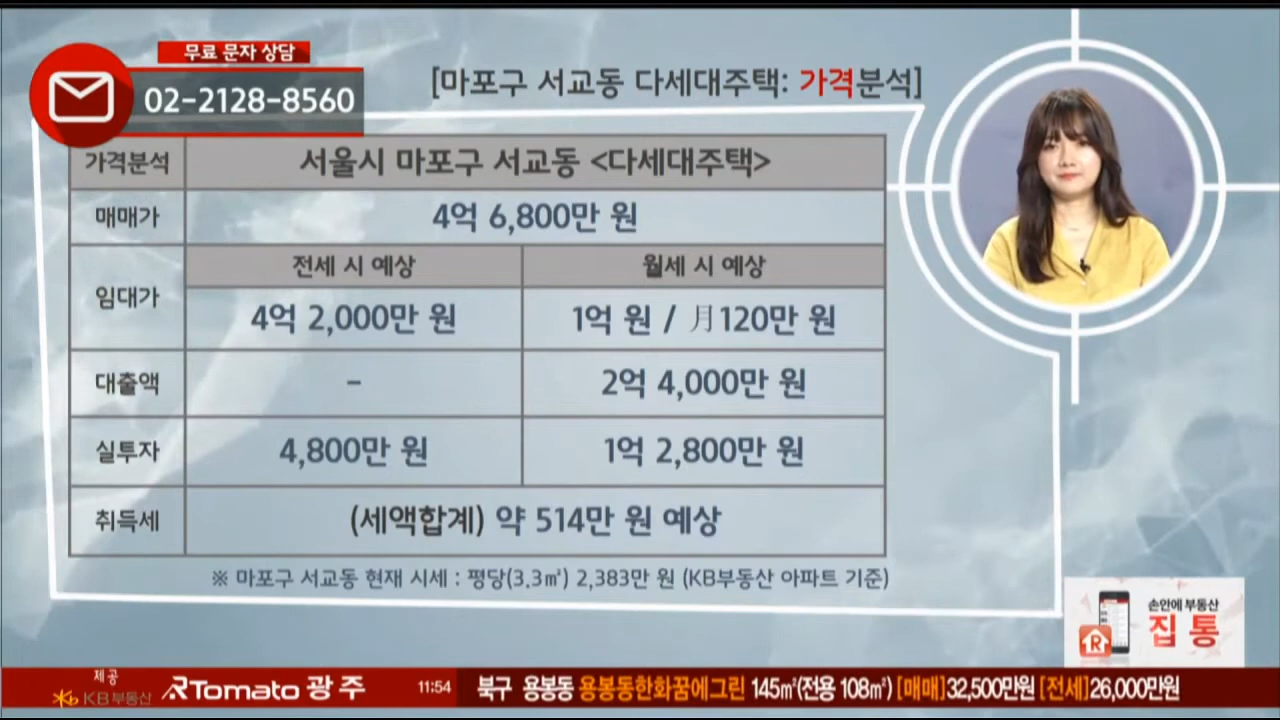 무료 문자 상담
02-2128-8560
[마포구 서교동 다세대주택: 가격분석]
가격분석 서울시 마포구 서교동 <다세대주택>
매매가 4억 6,800만 원
임대가 전세 시 예상 월세 시 예상
4억 2,000만 원 1억 원 / 月120만 원
대출액 - 2억 4,000만 원
실투자 4,800만 원 1억 2,800만 원
취득세 (세액합계) 약 514만 원 예상
※ 마포구 서교동 현재 시세 : 평당(3.3㎡) 2,383만 원 (KB부동산 아파트 기준)
손안에 부동산
집통
제공
KB부동산
RTomato 광주 11:54 북구 용봉동 용봉동한화꿈에그린 145㎡(전용 108㎡) [매매]32,500만원 [전세]26,000만원